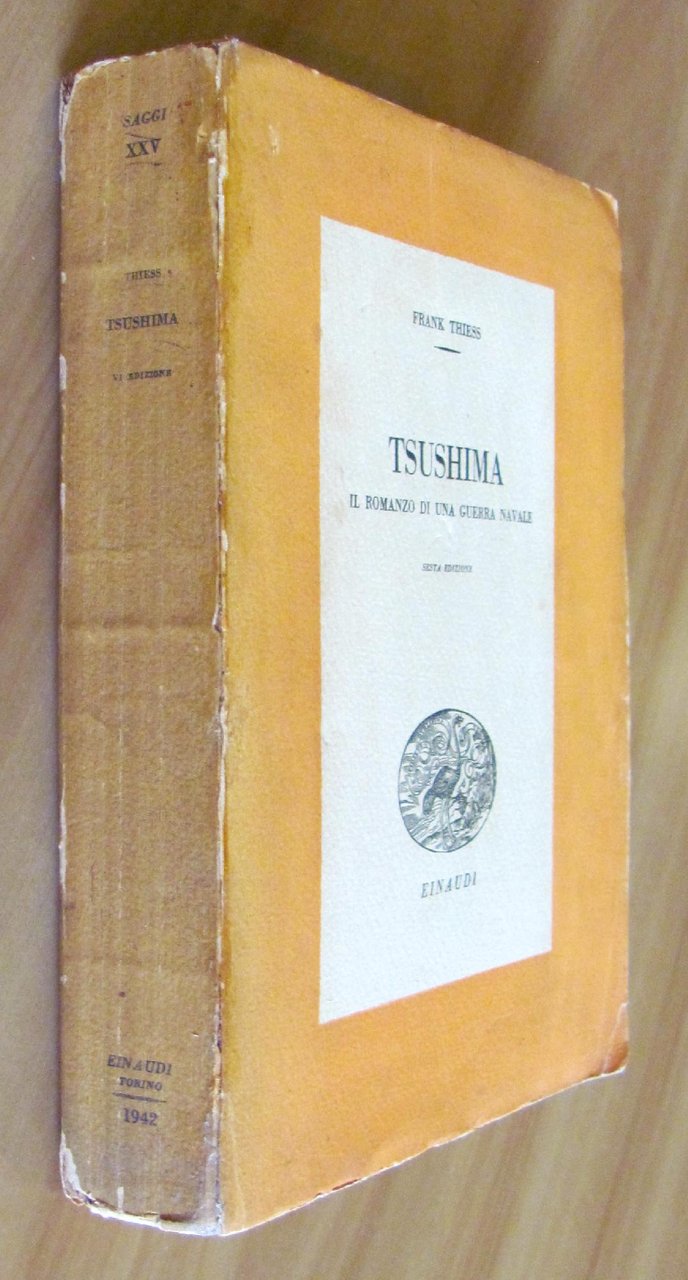 SAGGI
XXV
THIESS
TSUSHIMA
VI EDIZIONE
EINAUDI
TORINO
1942
FRANK THIESS
TSUSHIMA
IL ROMANZO DI UNA GUERRA NAVALE
SESTA EDIZIONE
EINAUDI